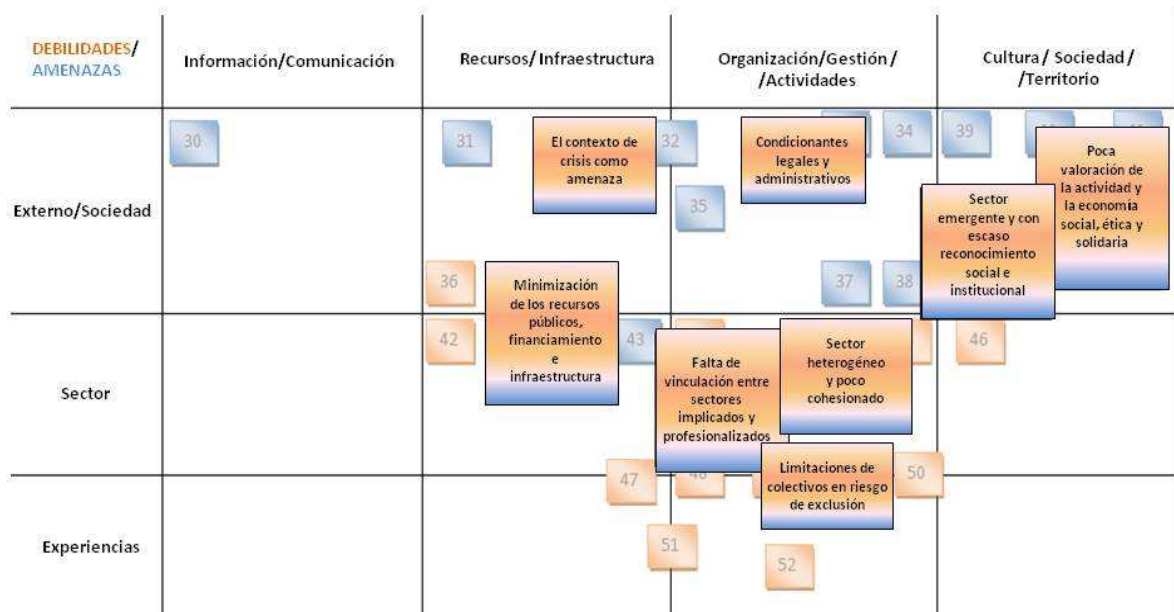 DEBILIDADES/
AMENAZAS
Información/Comunicación
Recursos/ Infraestructura
Organización/Gestión /
/Actividades
Cultura / Sociedad /
/Territorio
Externo/Sociedad
30
31
El contexto de
crisis como
amenaza
32
Condicionantes
legales y
administrativos
34
39
Poca
valoración de
la actividad y
la economía
social, ética y
solidaria
35
Sector
emergente y con
escaso
reconocimiento
social e
institucional
36
37
38
Minimización
de los recursos
públicos,
financiamiento
e
infraestructura
Sector
42
43
Falta de
vinculación entre
sectores
implicados y
profesionalizados
Sector
heterogéneo
y poco
cohesionado
46
47
Limitaciones de
colectivos en riesgo
de exclusión
50
Experiencias
51
52